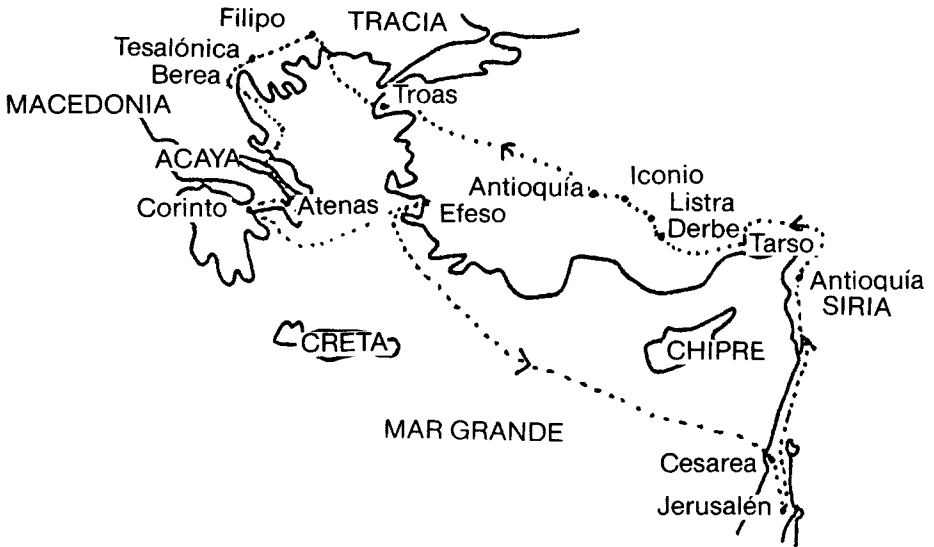 Filipo
TRACIA
Tesalónica
Berea
Troas
MACEDONIA
ACAYA
Antioquía
Iconio
Listra
Derbe
Corinto
Atenas
Efeso
Tarso
Antioquía
SIRIA
CRETA
CHIPRE
MAR GRANDE
Cesarea
Jerusalén